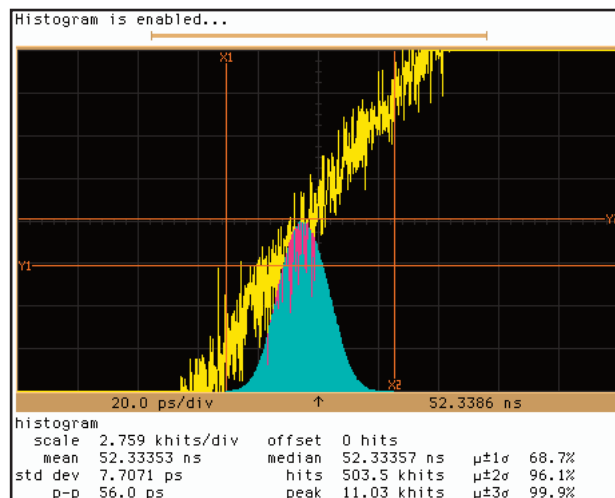 Histogram is enabled...
X1
Y2
Y1
X2
20.0 ps/div ↑ 52.3386 ns
histogram
scale 2.759 khits/div offset 0 hits
mean 52.33353 ns median 52.33357 ns μ±1σ 68.7%
std dev 7.7071 ps hits 503.5 khits μ±2σ 96.1%
p-p 56.0 ps peak 11.03 khits μ±3σ 99.9%